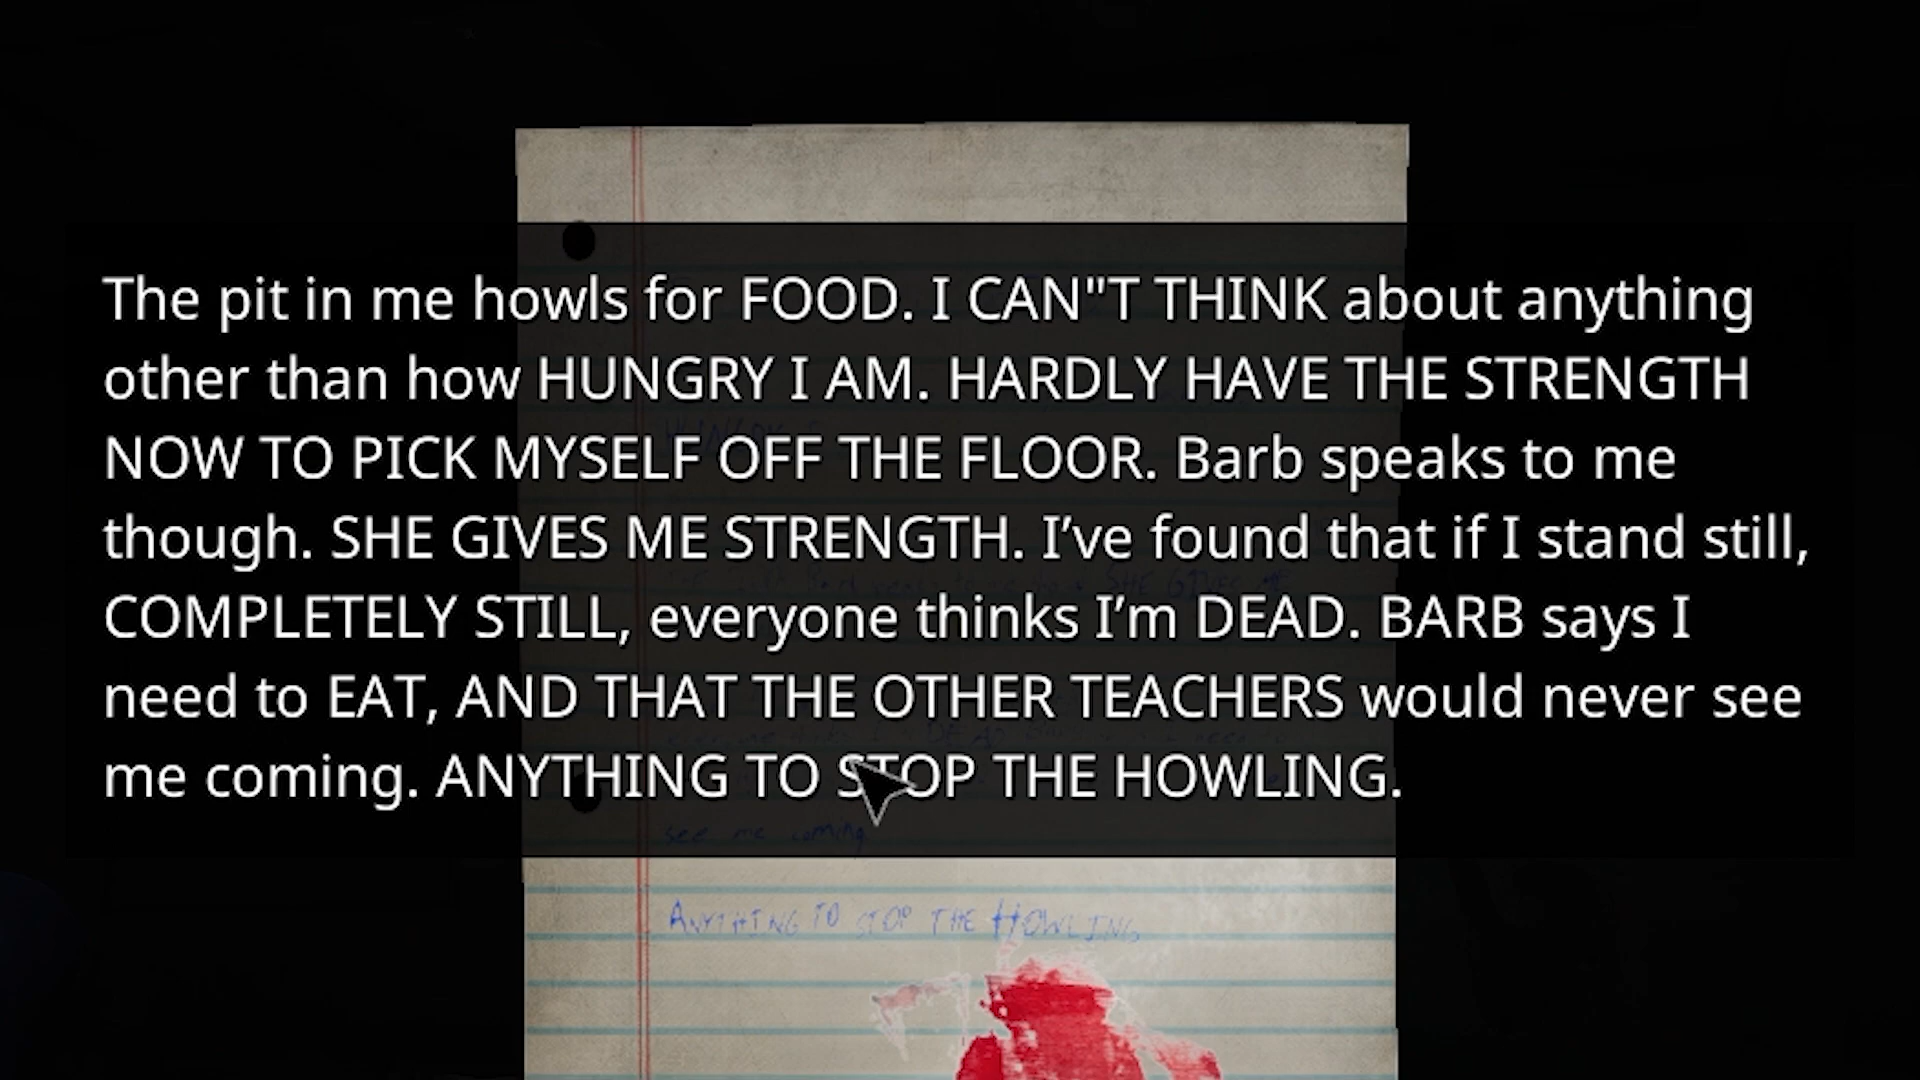 The pit in me howls for FOOD. I CAN"T THINK about anything
other than how HUNGRY I AM. HARDLY HAVE THE STRENGTH
NOW TO PICK MYSELF OFF THE FLOOR. Barb speaks to me
though. SHE GIVES ME STRENGTH. I’ve found that if I stand still,
COMPLETELY STILL, everyone thinks I’m DEAD. BARB says I
need to EAT, AND THAT THE OTHER TEACHERS would never see
me coming. ANYTHING TO STOP THE HOWLING.
see me coming
ANYTHING TO STOP THE HOWLING